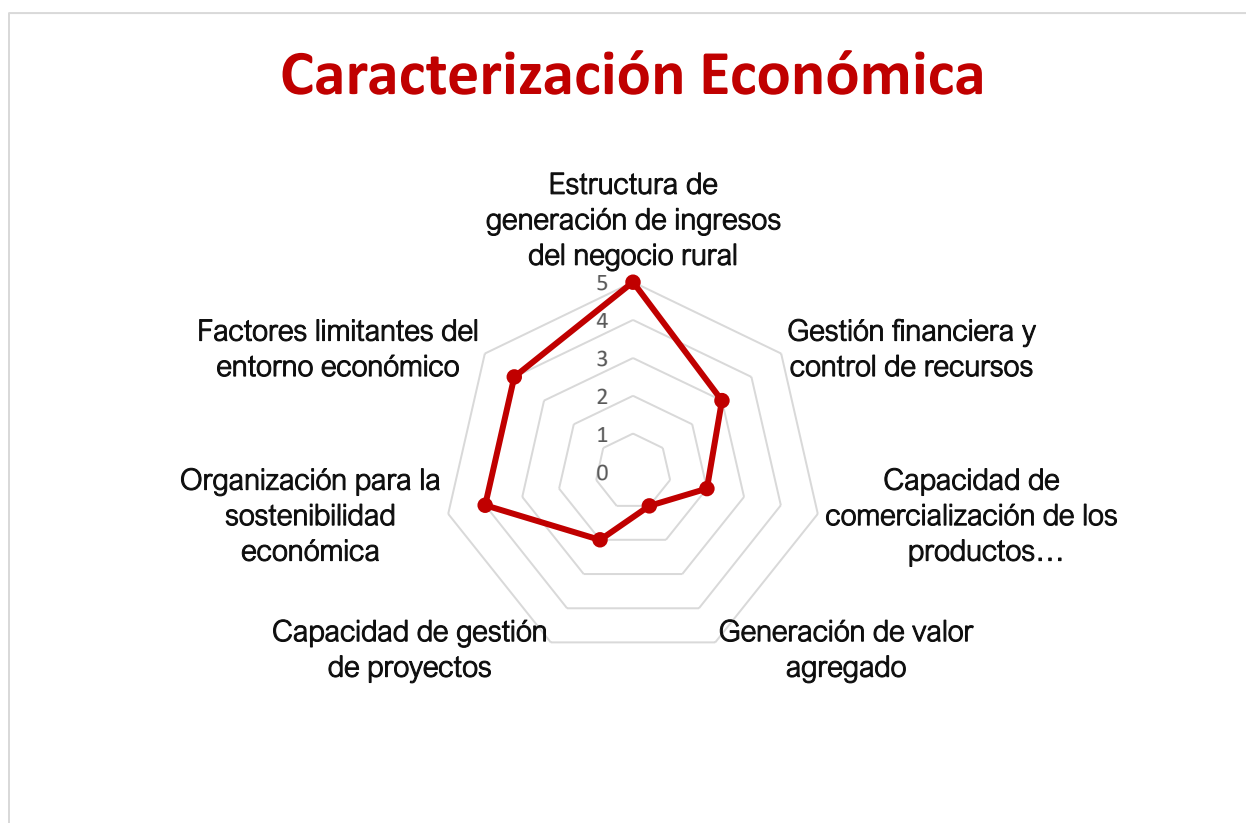 Caracterización Económica
Estructura de
generación de ingresos
del negocio rural
Gestión financiera y
control de recursos
Capacidad de
comercialización de los
productos…
Generación de valor
agregado
Capacidad de gestión
de proyectos
Organización para la
sostenibilidad
económica
Factores limitantes del
entorno económico
5
4
3
2
1
0